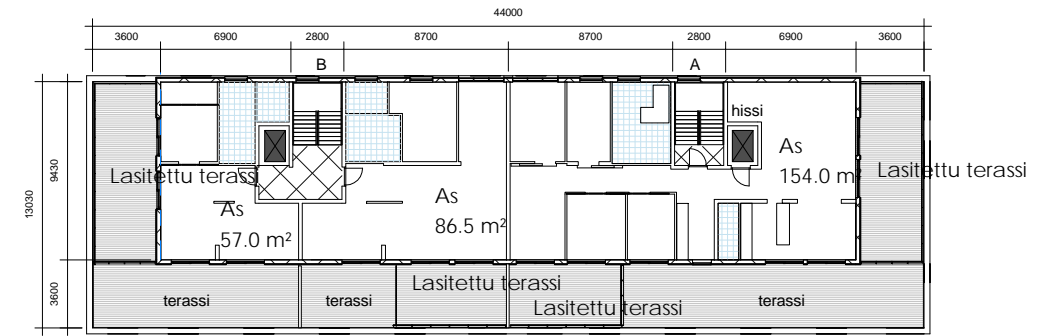 44000
3600 6900 2800 8700 8700 2800 6900 3600
B A
hissi
As
154.0 m²
Lasitettu terassi
Lasitettu terassi
As
86.5 m²
As
57.0 m²
9430
13030
3600
Lasitettu terassi
Lasitettu terassi
terassi terassi terassi